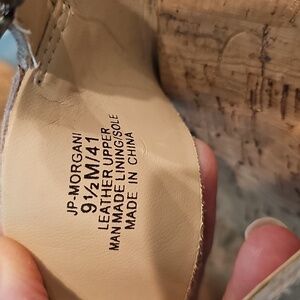 JP-MORGANI
9½M/41
LEATHER UPPER
MAN MADE LINING/SOLE
MADE IN CHINA